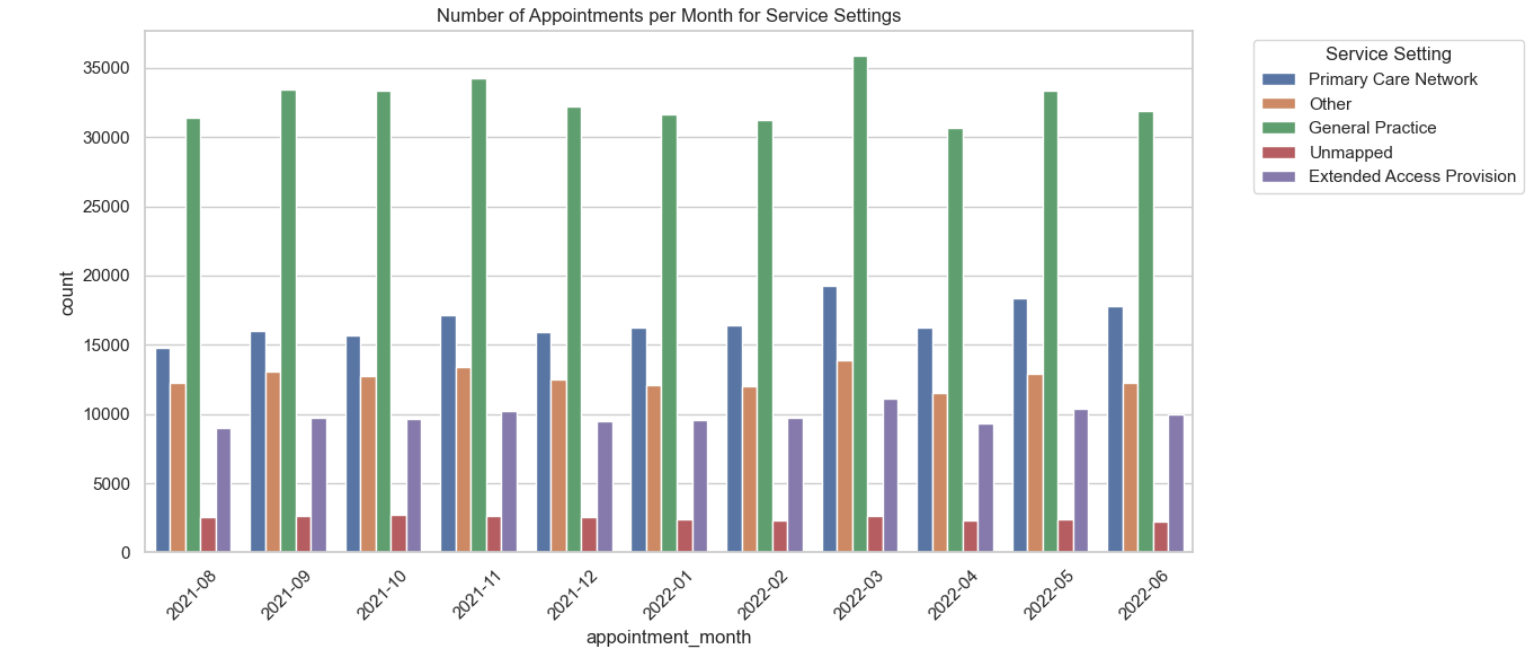 Number of Appointments per Month for Service Settings
Service Setting
Primary Care Network
Other
General Practice
Unmapped
Extended Access Provision
count
35000
30000
25000
20000
15000
10000
5000
0
2021-08
2021-09
2021-10
2021-11
2021-12
2022-01
2022-02
2022-03
2022-04
2022-05
2022-06
appointment_month